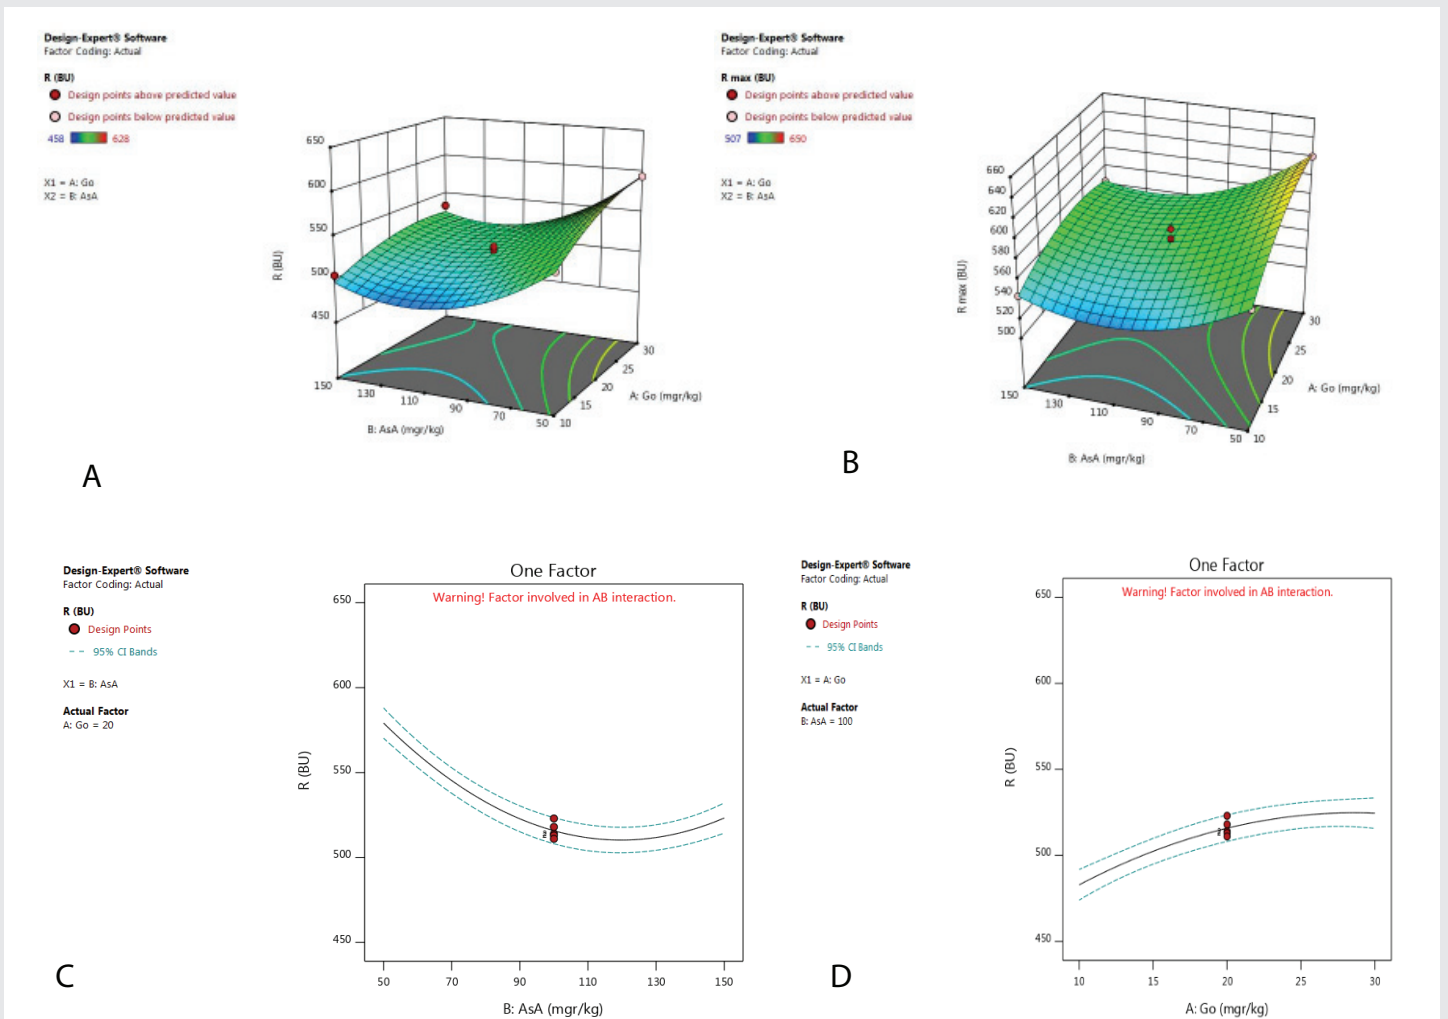 Design-Expert® Software
Factor Coding: Actual
R (BU)
Design points above predicted value
Design points below predicted value
458 628
X1 = A: Go
X2 = B: AsA
650
600
550
500
450
R (BU)
150
130
110
90
70
50
B: AsA (mgr/kg)
10
15
20
25
30
A: Go (mgr/kg)
A
Design-Expert® Software
Factor Coding: Actual
R max (BU)
Design points above predicted value
Design points below predicted value
507 650
X1 = A: Go
X2 = B: AsA
660
640
620
600
580
560
540
520
500
R max (BU)
150
130
110
90
70
50
B: AsA (mgr/kg)
10
15
20
25
30
A: Go (mgr/kg)
B
Design-Expert® Software
Factor Coding: Actual
R (BU)
Design Points
95% CI Bands
X1 = B: AsA
Actual Factor
A: Go = 20
One Factor
Warning! Factor involved in AB interaction.
650
600
550
500
450
R (BU)
2
50 70 90 110 130 150
B: AsA (mgr/kg)
C
Design-Expert® Software
Factor Coding: Actual
R (BU)
Design Points
95% CI Bands
X1 = A: Go
Actual Factor
B: AsA = 100
One Factor
Warning! Factor involved in AB interaction.
650
600
550
500
450
R (BU)
2
10 15 20 25 30
A: Go (mgr/kg)
D